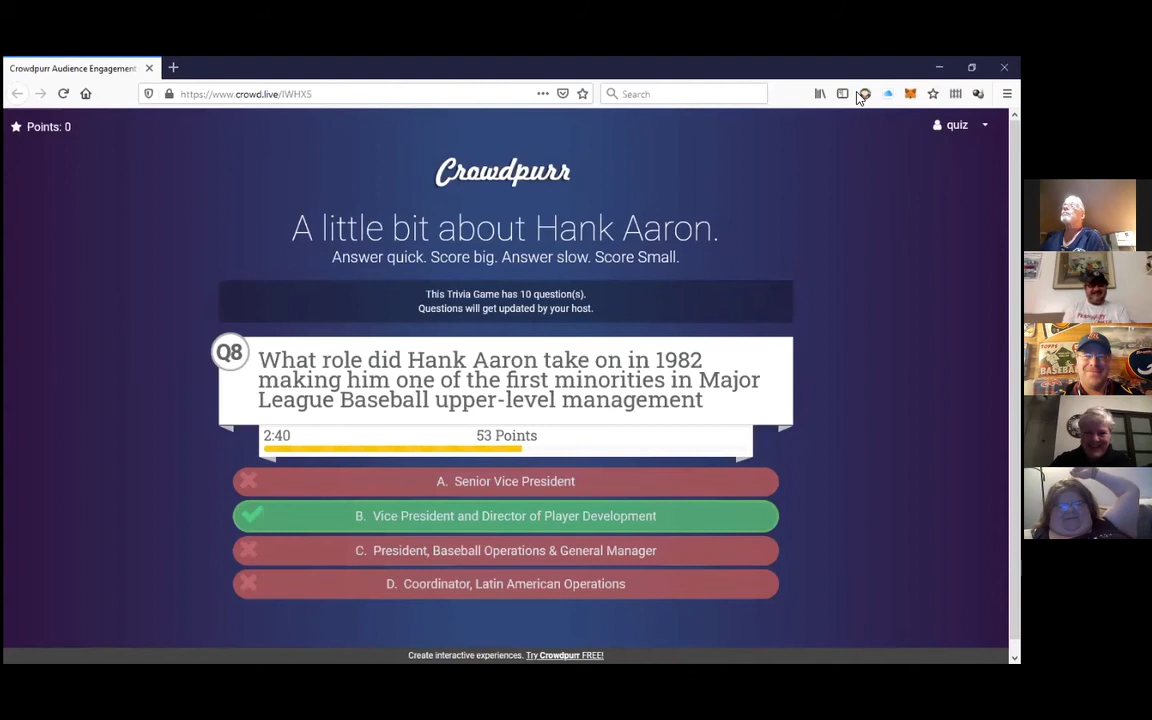 Crowdpurr Audience Engagement
https://www.crowd.live/IWHXS
Search
Points: 0
quiz
Crowdpurr
A little bit about Hank Aaron.
Answer quick. Score big. Answer slow. Score Small.
This Trivia Game has 10 question(s).
Questions will get updated by your host.
Q8
What role did Hank Aaron take on in 1982
making him one of the first minorities in Major
League Baseball upper-level management
2:40 53 Points
A. Senior Vice President
B. Vice President and Director of Player Development
C. President, Baseball Operations & General Manager
D. Coordinator, Latin American Operations
Create interactive experiences. Try Crowdpurr FREE!
TOPPS
BASEBALL